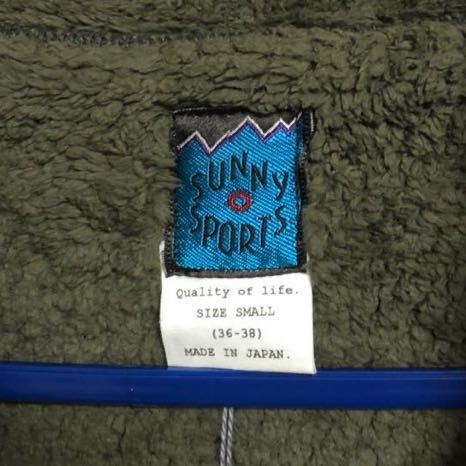 SUNNY
SPORTS
Quality of life.
SIZE SMALL
(36-38)
MADE IN JAPAN.